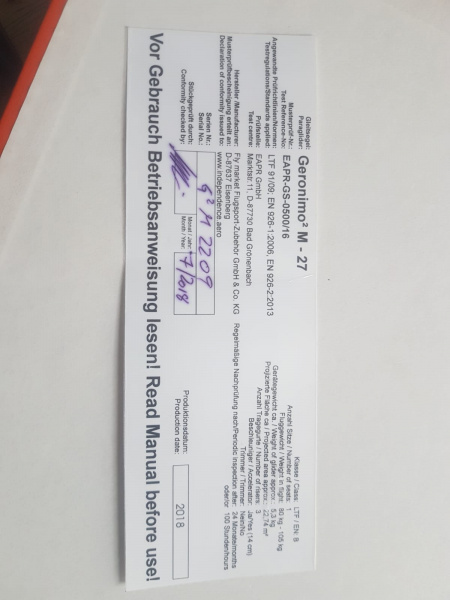 Gleitsegel:
Paraglider: Geronimo² M - 27
Musterprüf-Nr.:
Test Reference-No: EAPR-GS-0500/16
Angewandte Prüfrichtlinien/Normen:
Testregulations/Standards applied: LTF 91/09, EN 926-1:2006, EN 926-2:2013
Prüfstelle: EAPR GmbH
Test centre: Marktstr.11, D-87730 Bad Grönenbach
Hersteller /Manufacturer: Fly market Flugsport-Zubehör GmbH & Co. KG
Musterprüfbescheinigung erteilt an: D-87637 Eisenberg
Declaration of conformity issued to: www.independence.aero
Serien Nr.:
Serial No.: G² M 2209
Stückgeprüft durch:
Conformity checked by:
Monat / Jahr:
Month / Year: 7/2018
Klasse / Class: LTF / EN: B
Anzahl Sitze / Number of seats: 1
Fluggewicht / Weight in flight: 80 kg - 105 kg
Gerätegewicht ca. / Weight of glider approx.: 5,3 kg
Projizierte Fläche ca / Projected area approx.: 22,74 m²
Anzahl Tragegurte / Number of risers: 3
Beschleuniger / Accelerator: Ja/Yes (14 cm)
Trimmer / Trimmer: Nein/No
Regelmäßige Nachprüfung nach/Periodic inspection after: 24 Monate/months
oder/or 100 Stunden/hours
Produktionsdatum:
Production date: 2018
Vor Gebrauch Betriebsanweisung lesen! Read Manual before use!